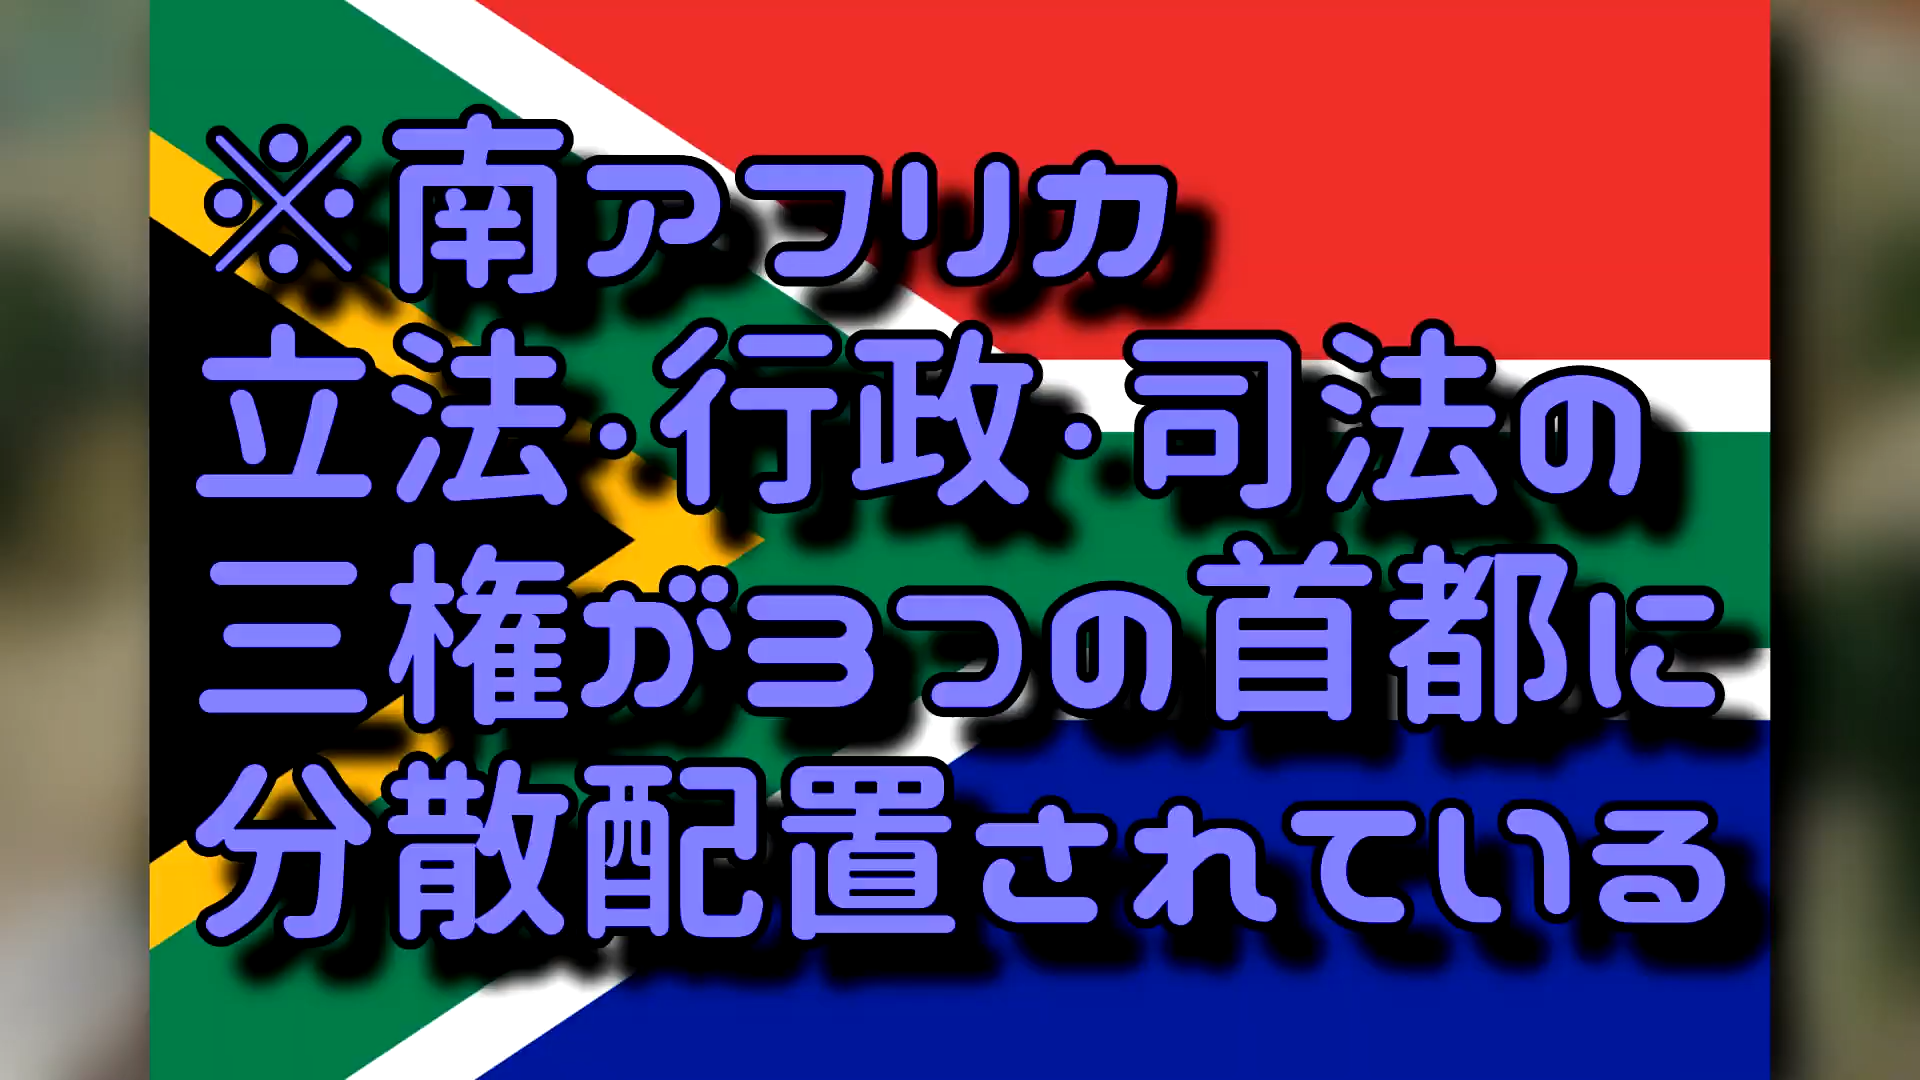 ※南アフリカ
立法・行政・司法の
三権が3つの首都に
分散配置されている